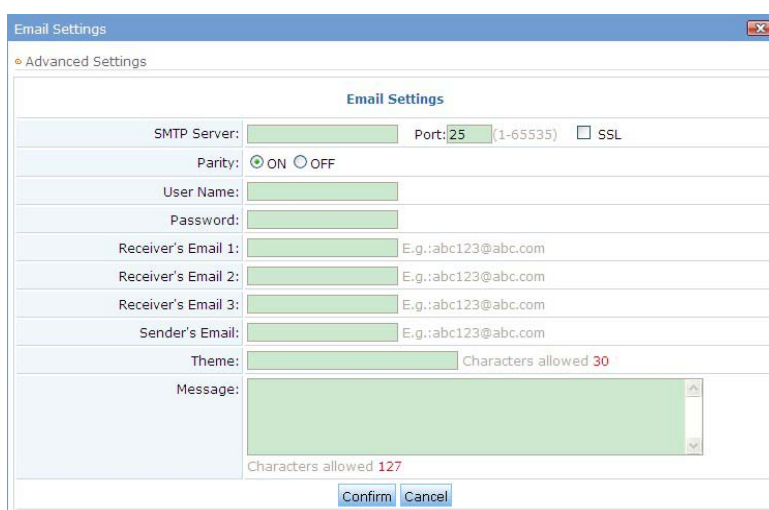 Email Settings
Advanced Settings
Email Settings
SMTP Server: Port: 25 (1-65535) SSL
Parity: ON OFF
User Name:
Password:
Receiver's Email 1: E.g.:abc123@abc.com
Receiver's Email 2: E.g.:abc123@abc.com
Receiver's Email 3: E.g.:abc123@abc.com
Sender's Email: E.g.:abc123@abc.com
Theme: Characters allowed 30
Message:
Characters allowed 127
Confirm Cancel